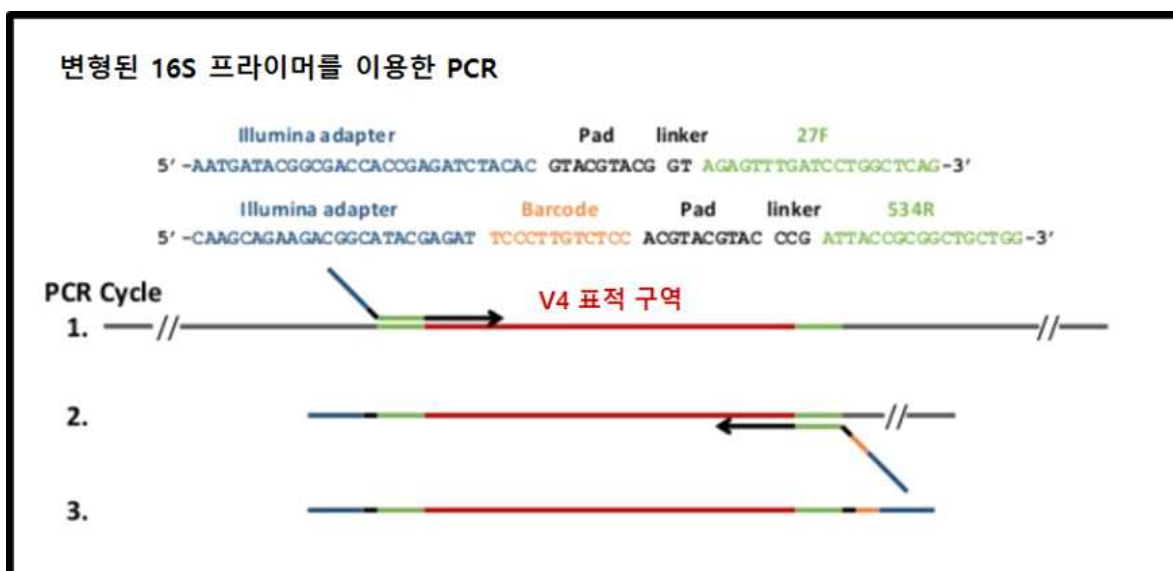 변형된 16S 프라이머를 이용한 PCR
Illumina adapter Pad linker 27F
5' -AATGATACGGCGACCACCGAGATCTACAC GTACGTACG GT AGAGTTTGATCCTGGCTCAG-3'
Illumina adapter Barcode Pad linker 534R
5' -CAAGCAGAAGACGGCATACGAGAT TCCCTTGTCTCC ACGTACGTAC CCG ATTACCGCGGCTGCTGG-3'
PCR Cycle
V4 표적 구역
1.
2.
3.